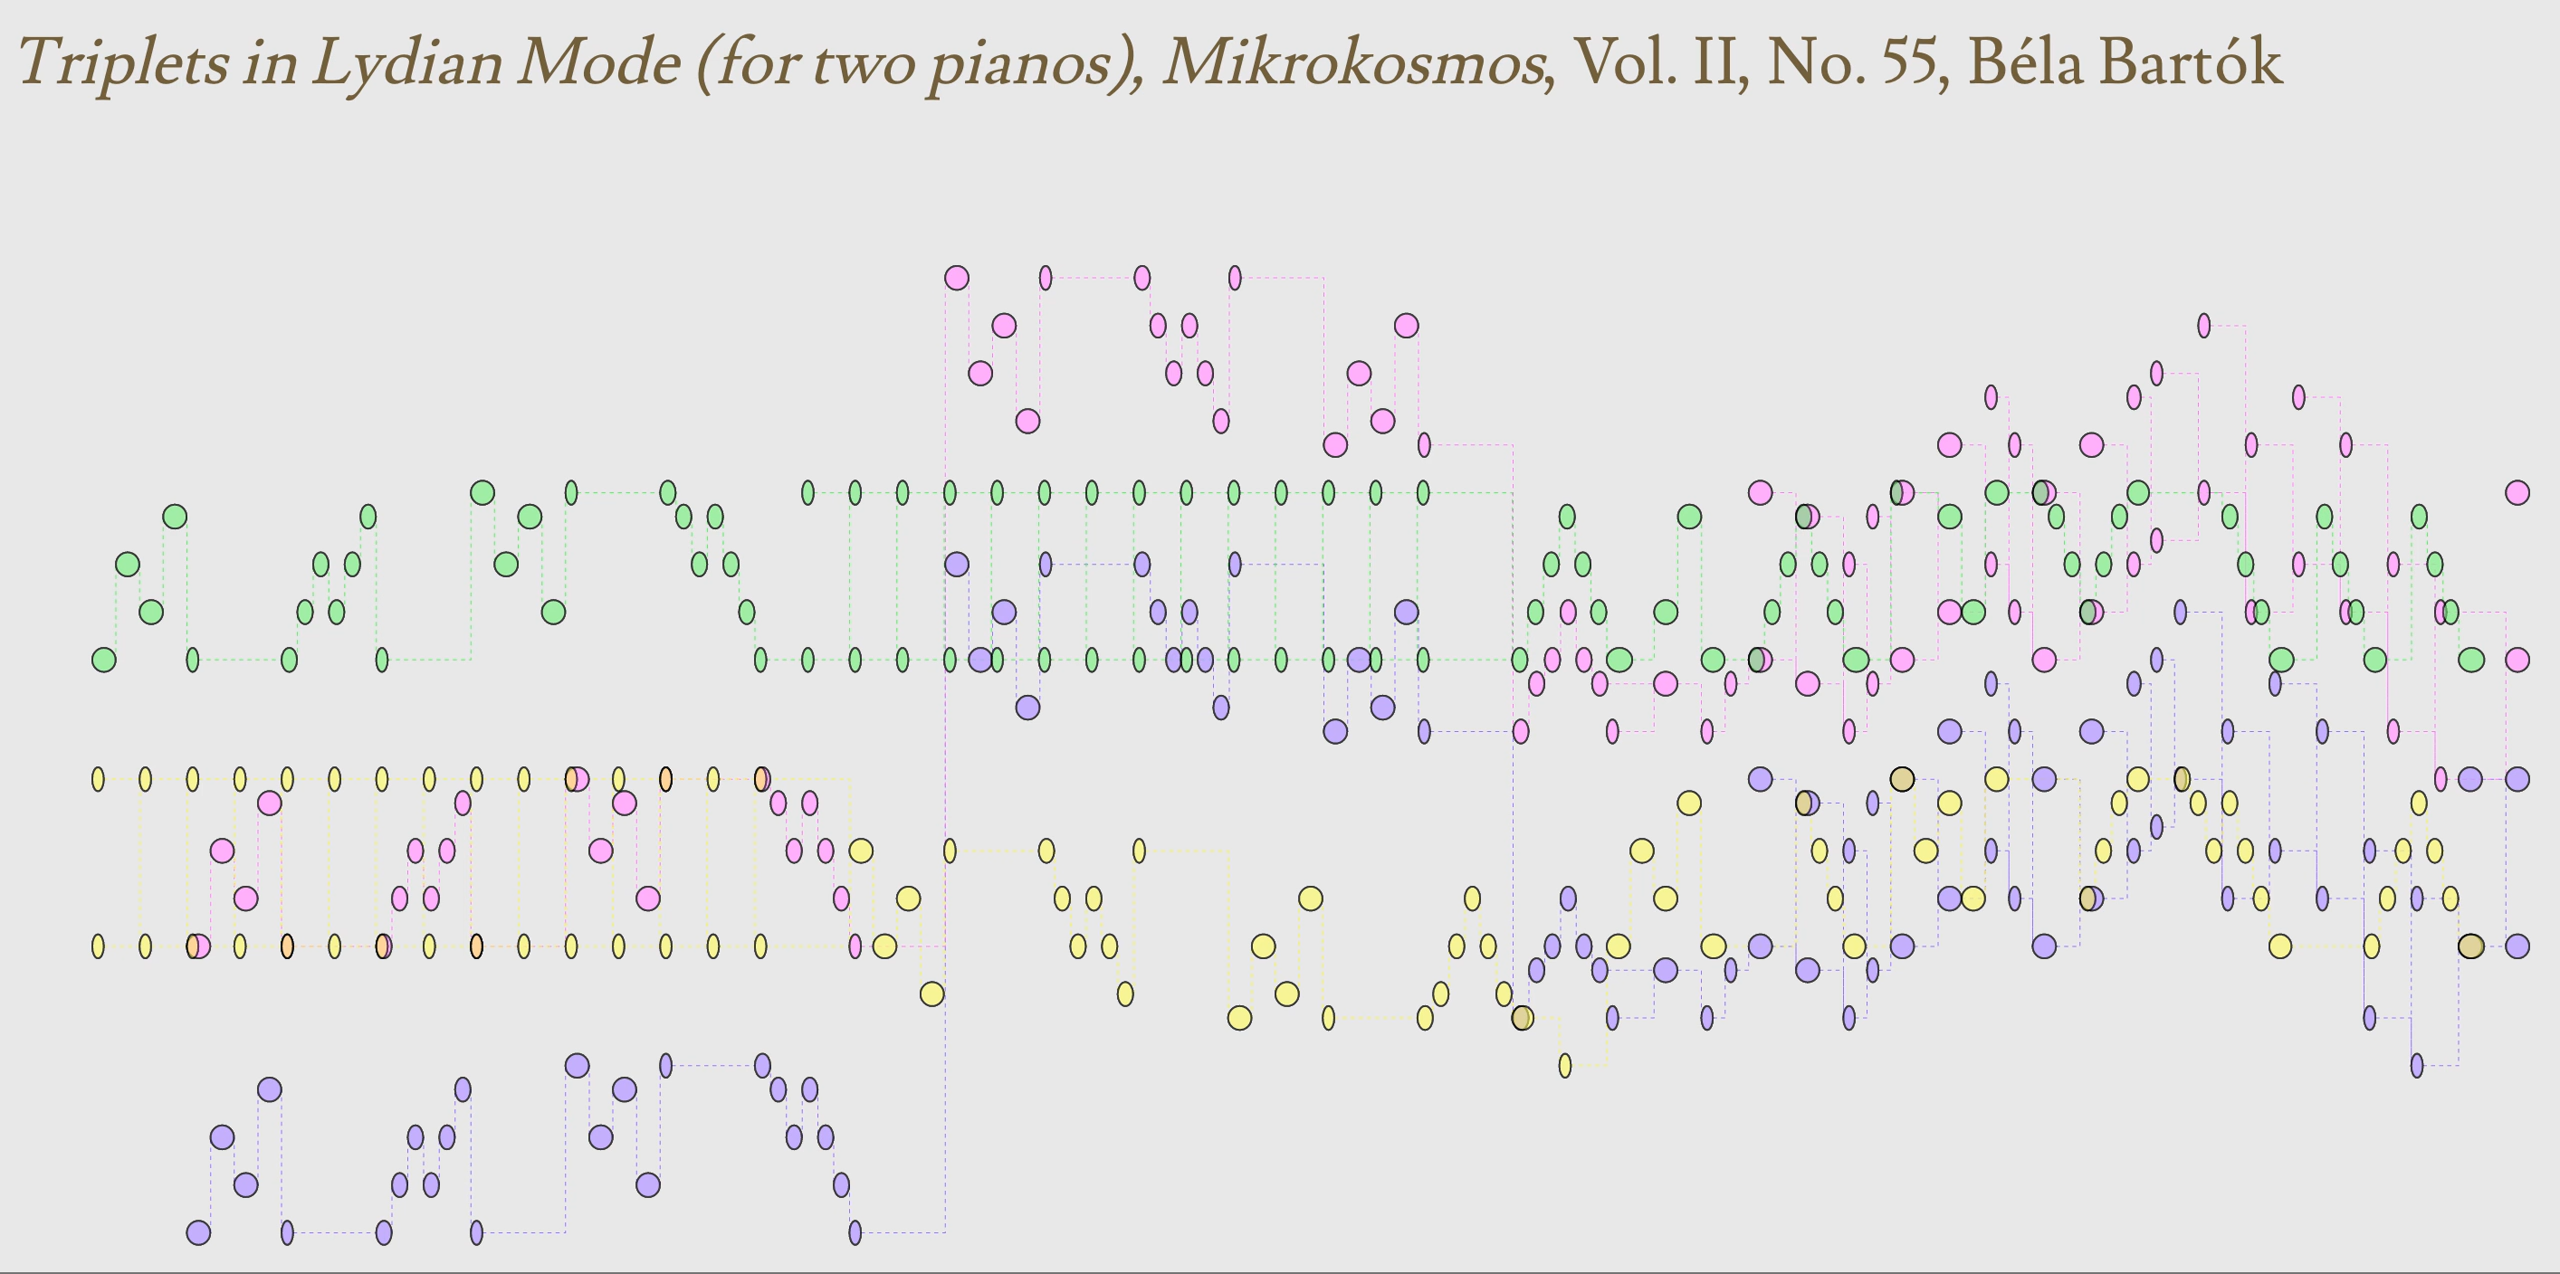 Triplets in Lydian Mode (for two pianos), Mikrokosmos, Vol. II, No. 55, Béla Bartók